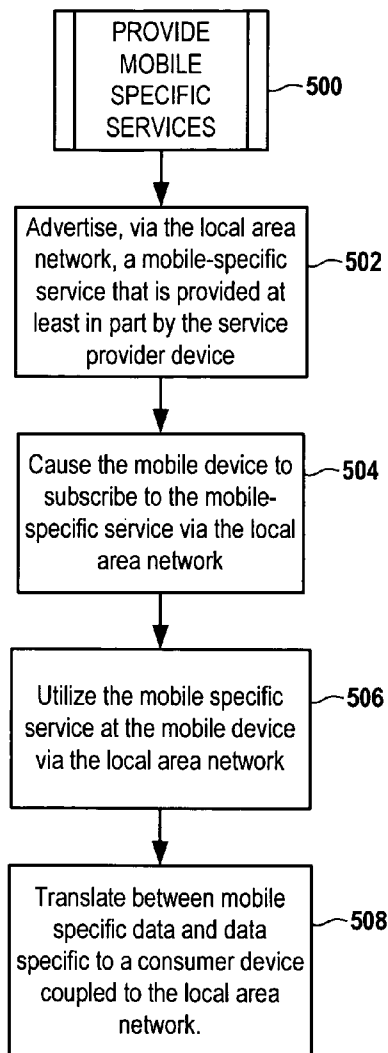 PROVIDE
MOBILE
SPECIFIC
SERVICES
500
Advertise, via the local area
network, a mobile-specific
service that is provided at
least in part by the service
provider device
502
Cause the mobile device to
subscribe to the mobile-
specific service via the local
area network
504
Utilize the mobile specific
service at the mobile device
via the local area network
506
Translate between mobile
specific data and data
specific to a consumer device
coupled to the local area
network.
508